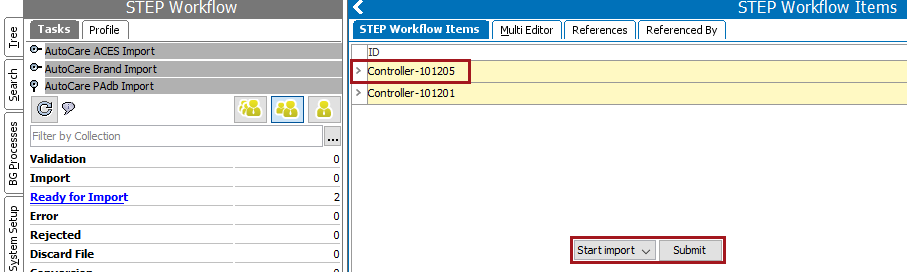 STEP Workflow
Tasks
Profile
AutoCare ACES Import
AutoCare Brand Import
AutoCare PAdb Import
Filter by Collection
...
Validation 0
Import 0
Ready for Import 2
Error 0
Rejected 0
Discard File 0
Tree
Search
BG Processes
System Setup
STEP Workflow Items
STEP Workflow Items
Multi Editor
References
Referenced By
ID
Controller-101205
Controller-101201
Start import
Submit